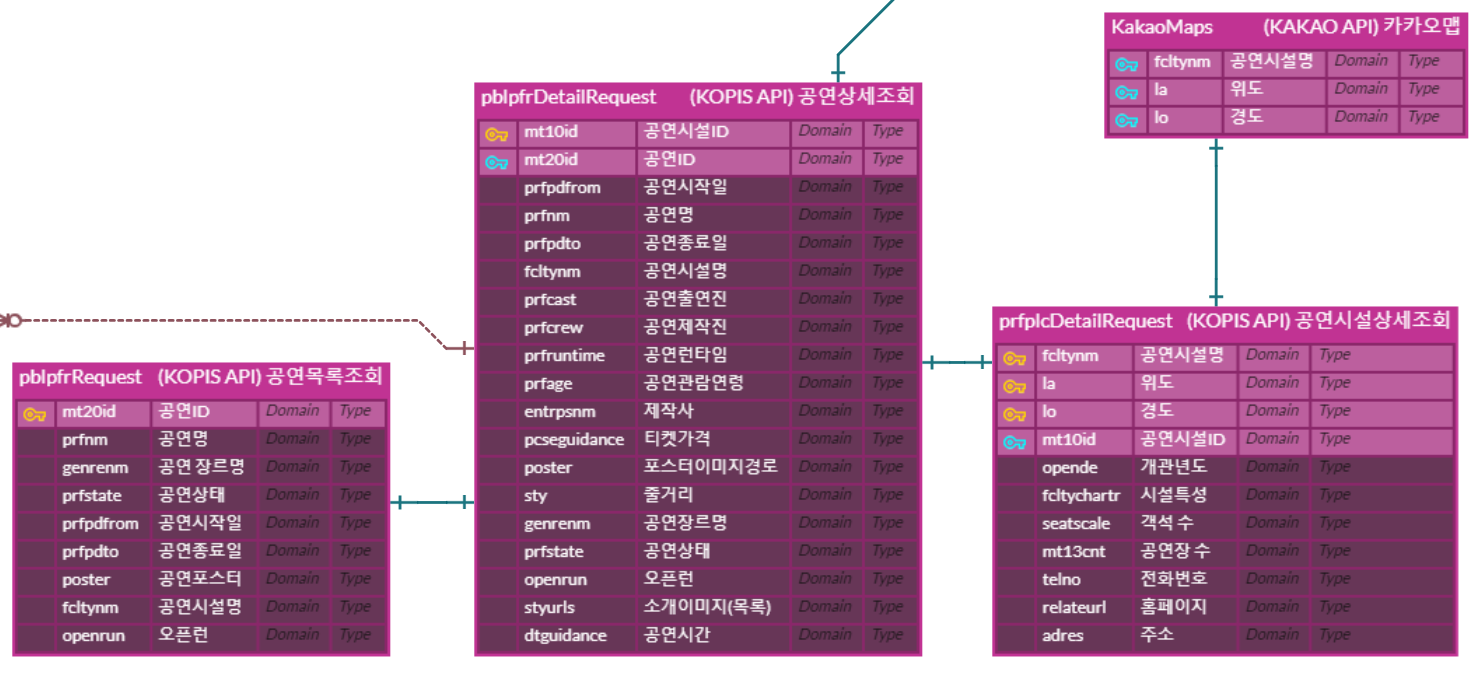 KakaoMaps (KAKAO API) 카카오맵
fcltynm 공연시설명 Domain Type
la 위도 Domain Type
lo 경도 Domain Type
pblpfrDetailRequest (KOPIS API) 공연상세조회
mt10id 공연시설ID Domain Type
mt20id 공연ID Domain Type
prfpdfrom 공연시작일 Domain Type
prfnm 공연명 Domain Type
prfpdto 공연종료일 Domain Type
fcltynm 공연시설명 Domain Type
prfcast 공연출연진 Domain Type
prfcrew 공연제작진 Domain Type
prfruntime 공연런타임 Domain Type
prfage 공연관람연령 Domain Type
entrpsnm 제작사 Domain Type
pcseguidance 티켓가격 Domain Type
poster 포스터이미지경로 Domain Type
sty 줄거리 Domain Type
genrenm 공연장르명 Domain Type
prfstate 공연상태 Domain Type
openrun 오픈런 Domain Type
styurls 소개이미지(목록) Domain Type
dtguidance 공연시간 Domain Type
pblpfrRequest (KOPIS API) 공연목록조회
mt20id 공연ID Domain Type
prfnm 공연명 Domain Type
genrenm 공연 장르명 Domain Type
prfstate 공연상태 Domain Type
prfpdfrom 공연시작일 Domain Type
prfpdto 공연종료일 Domain Type
poster 공연포스터 Domain Type
fcltynm 공연시설명 Domain Type
openrun 오픈런 Domain Type
prfplcDetailRequest (KOPIS API) 공연시설상세조회
fcltynm 공연시설명 Domain Type
la 위도 Domain Type
lo 경도 Domain Type
mt10id 공연시설ID Domain Type
opende 개관년도 Domain Type
fcltychartr 시설특성 Domain Type
seatscale 객석 수 Domain Type
mt13cnt 공연장 수 Domain Type
telno 전화번호 Domain Type
relateurl 홈페이지 Domain Type
adres 주소 Domain Type